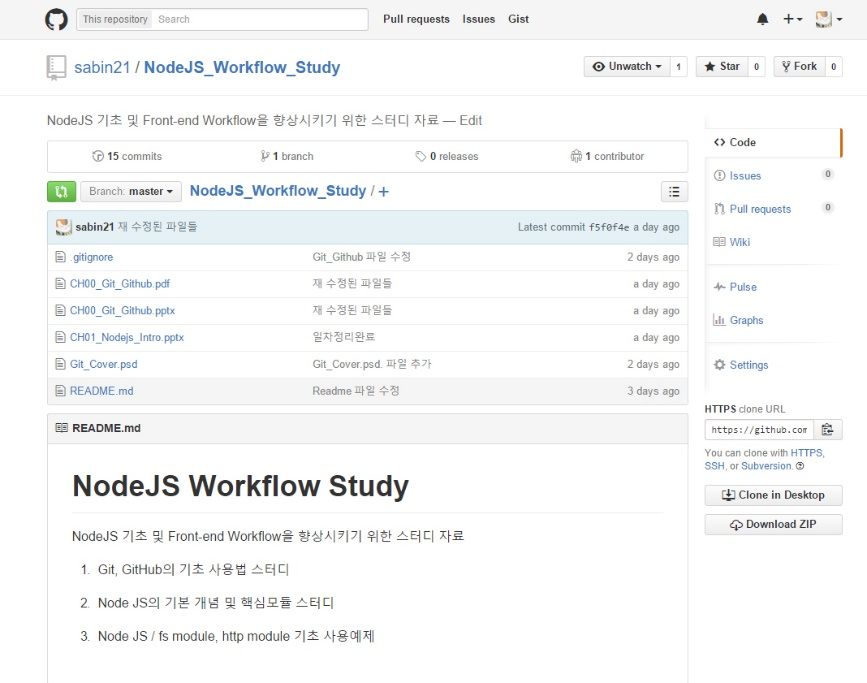 This repository Search Pull requests Issues Gist
sabin21 / NodeJS_Workflow_Study Unwatch 1 Star 0 Fork 0
NodeJS 기초 및 Front-end Workflow을 향상시키기 위한 스터디 자료 — Edit
15 commits 1 branch 0 releases 1 contributor
Branch: master NodeJS_Workflow_Study / +
sabin21 재 수정된 파일들 Latest commit f5f0f4e a day ago
.gitignore Git_Github 파일 수정 2 days ago
CH00_Git_Github.pdf 재 수정된 파일들 a day ago
CH00_Git_Github.pptx 재 수정된 파일들 a day ago
CH01_Nodejs_Intro.pptx 일자정리완료 a day ago
Git_Cover.psd Git_Cover.psd. 파일 추가 2 days ago
README.md Readme 파일 수정 3 days ago
README.md
NodeJS Workflow Study
NodeJS 기초 및 Front-end Workflow을 향상시키기 위한 스터디 자료
1. Git, GitHub의 기초 사용법 스터디
2. Node JS의 기본 개념 및 핵심모듈 스터디
3. Node JS / fs module, http module 기초 사용예제
Code
Issues 0
Pull requests 0
Wiki
Pulse
Graphs
Settings
HTTPS clone URL
https://github.com
You can clone with HTTPS,
SSH, or Subversion.
Clone in Desktop
Download ZIP